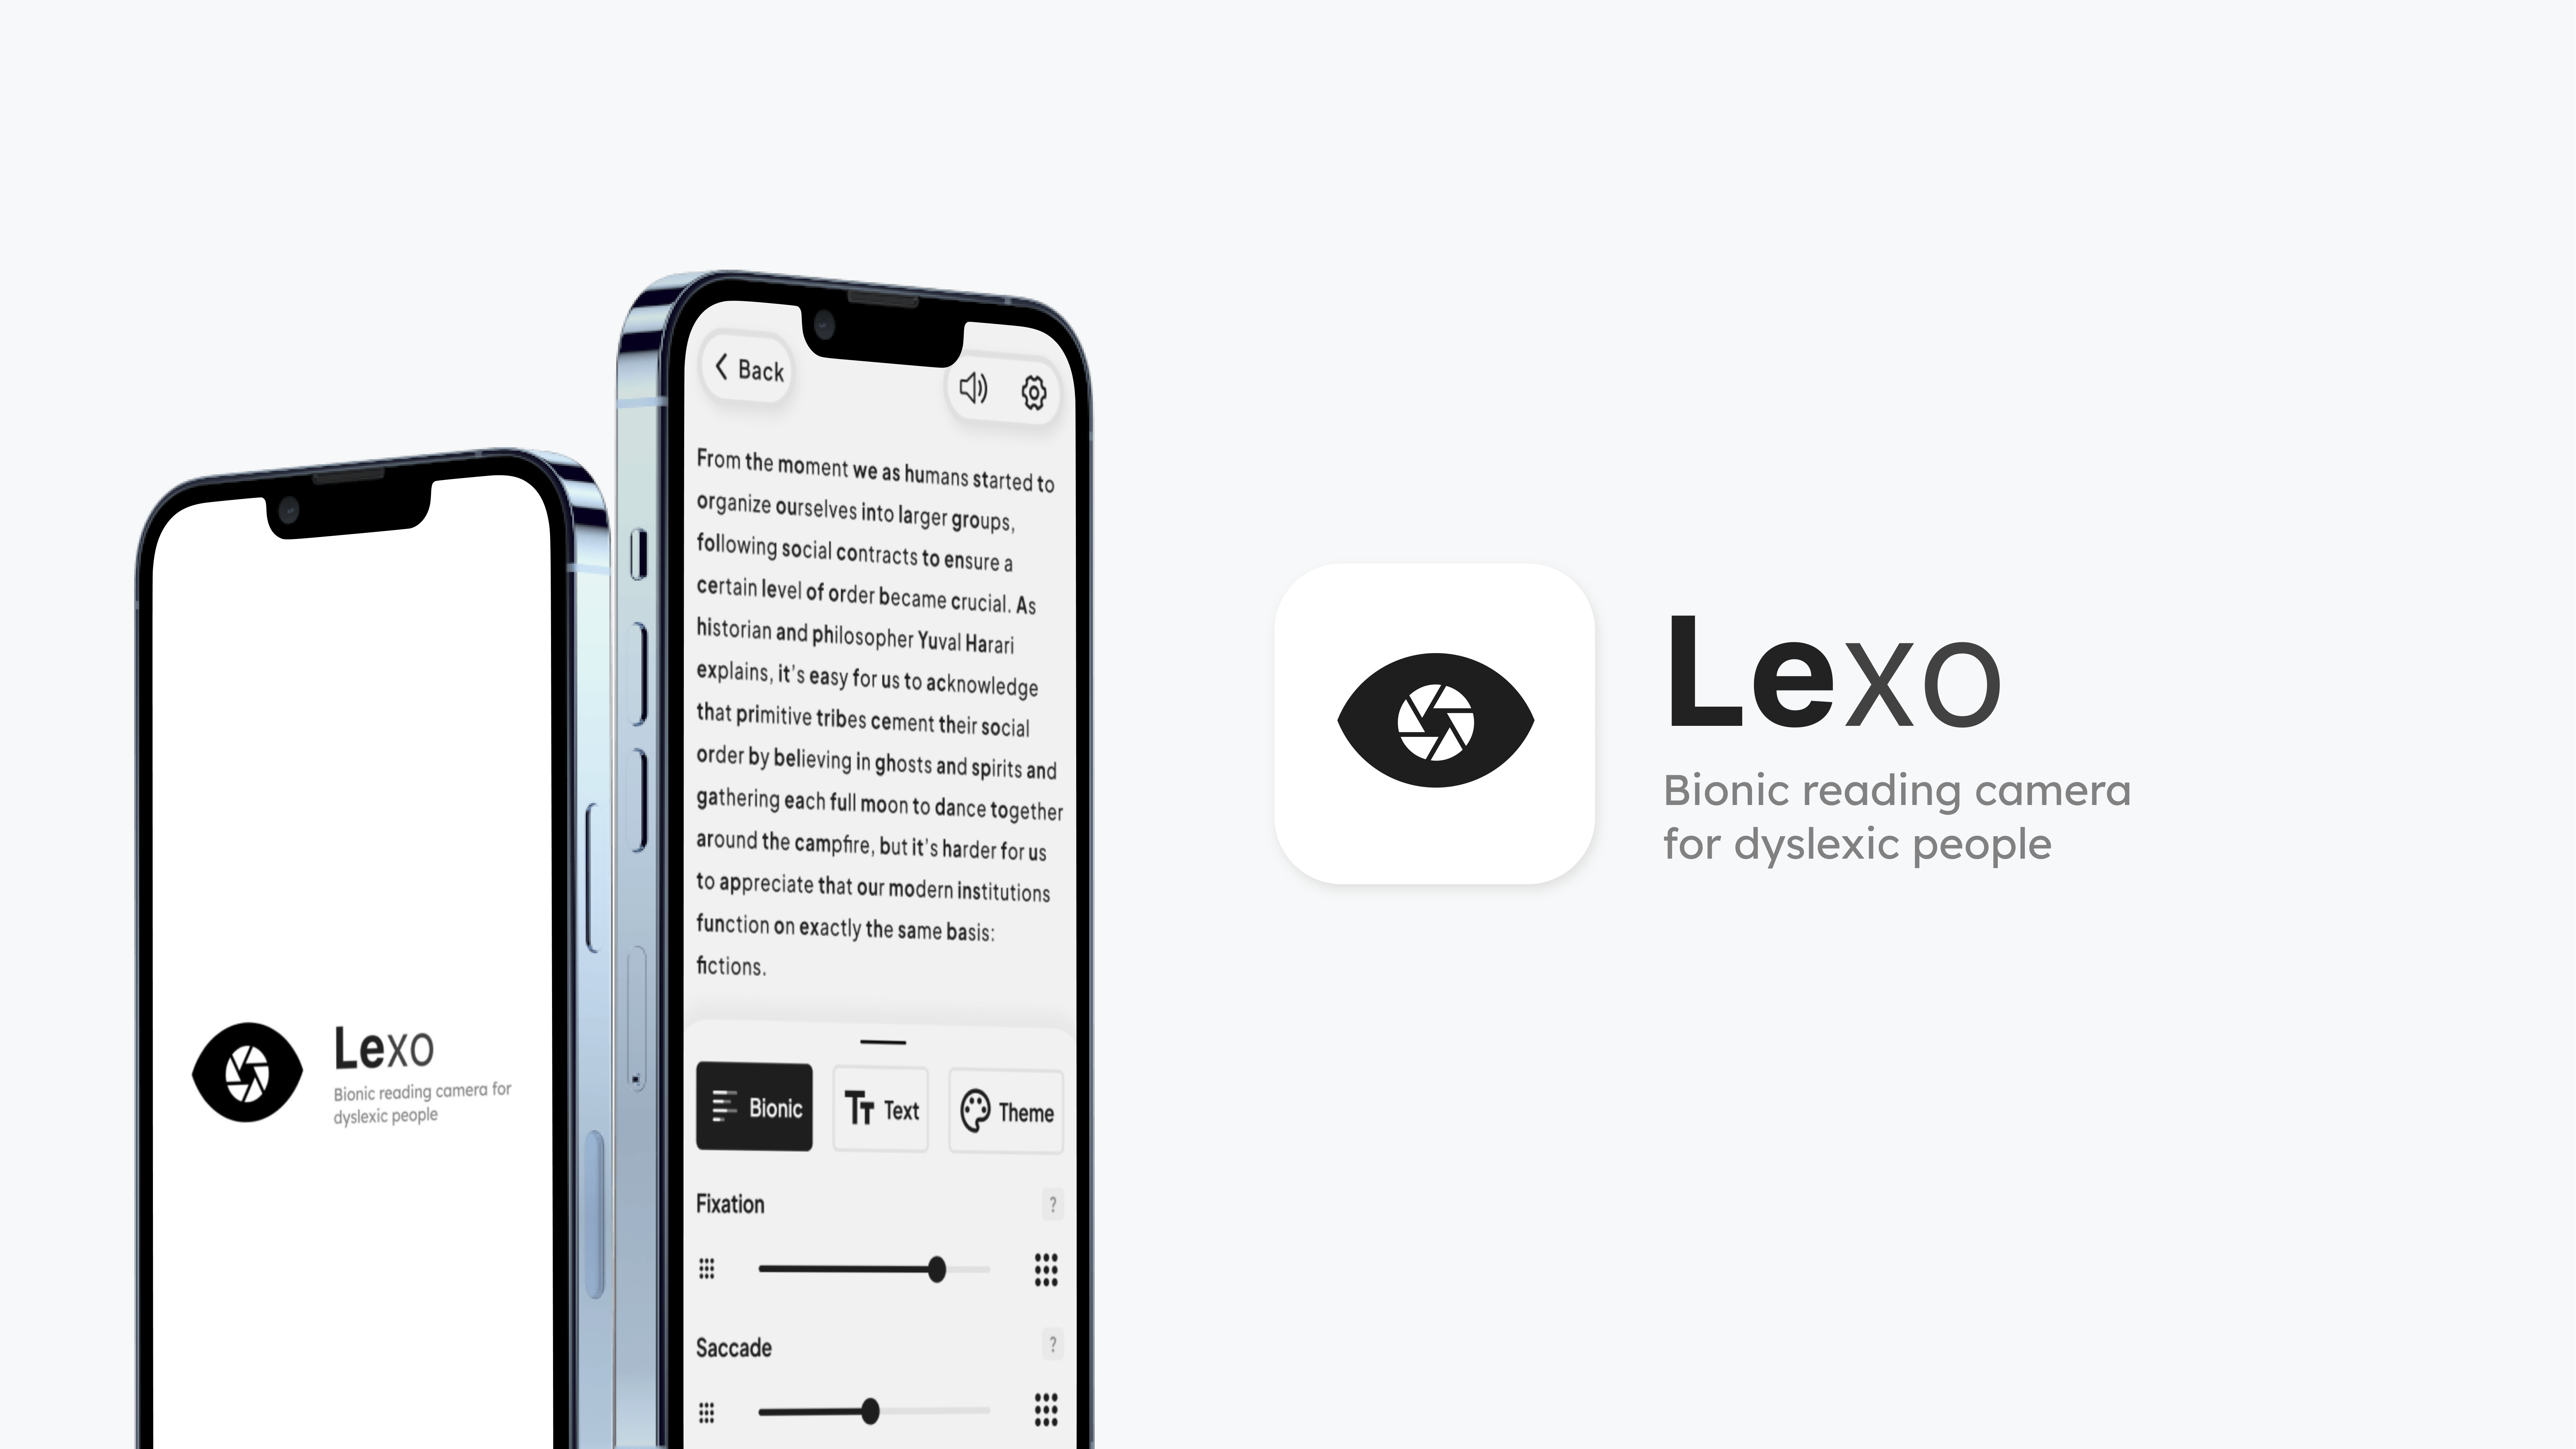 Back
From the moment we as humans started to
organize ourselves into larger groups,
following social contracts to ensure a
certain level of order became crucial. As
historian and philosopher Yuval Harari
explains, it's easy for us to acknowledge
that primitive tribes cement their social
order by believing in ghosts and spirits and
gathering each full moon to dance together
around the campfire, but it's harder for us
to appreciate that our modern institutions
function on exactly the same basis:
fictions.
Bionic
Text
Theme
Fixation
?
Saccade
?
Lexo
Bionic reading camera for
dyslexic people
Lexo
Bionic reading camera
for dyslexic people